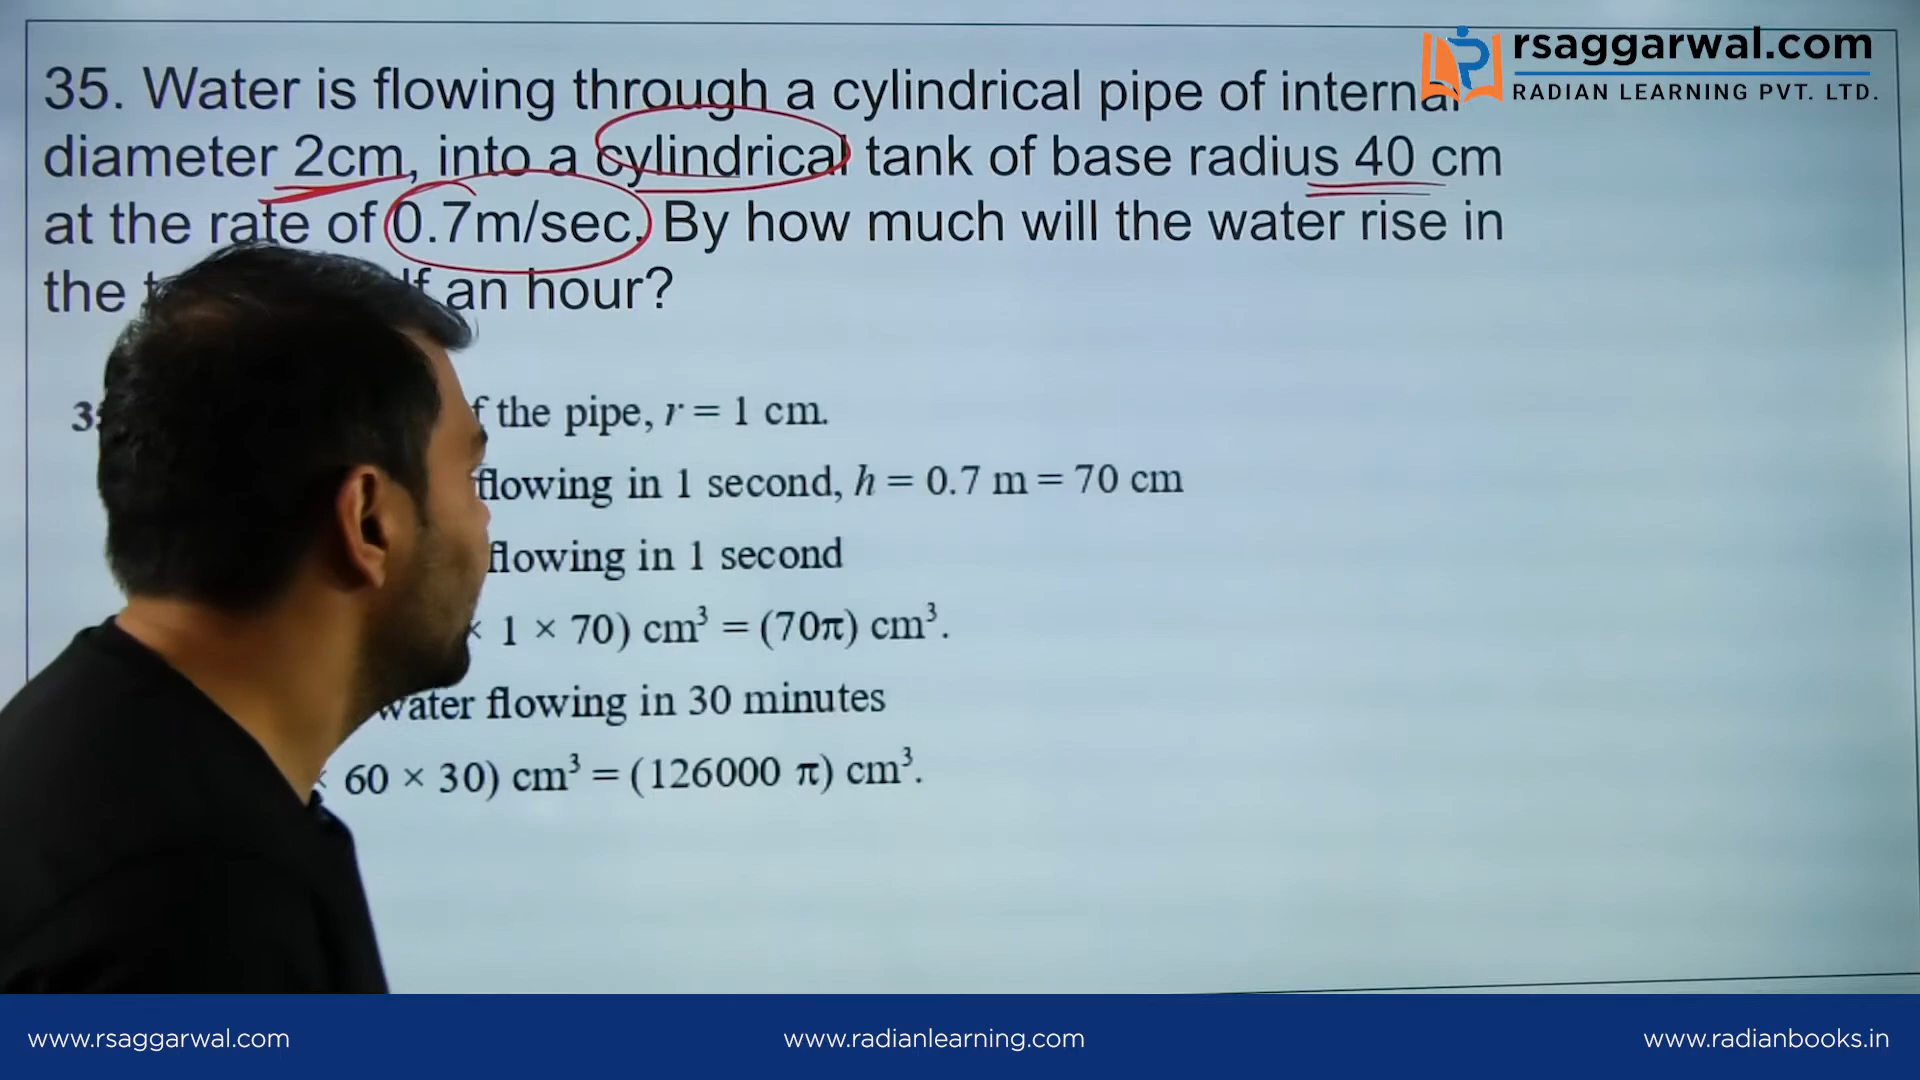 rsaggarwal.com
RADIAN LEARNING PVT. LTD.
35. Water is flowing through a cylindrical pipe of internal
diameter 2cm, into a cylindrical tank of base radius 40 cm
at the rate of 0.7m/sec. By how much will the water rise in
the an hour?
the pipe, r = 1 cm.
flowing in 1 second, h = 0.7 m = 70 cm
flowing in 1 second
× 1 × 70) cm³ = (70π) cm³.
water flowing in 30 minutes
× 60 × 30) cm³ = (126000 π) cm³.
www.rsaggarwal.com
www.radianlearning.com
www.radianbooks.in